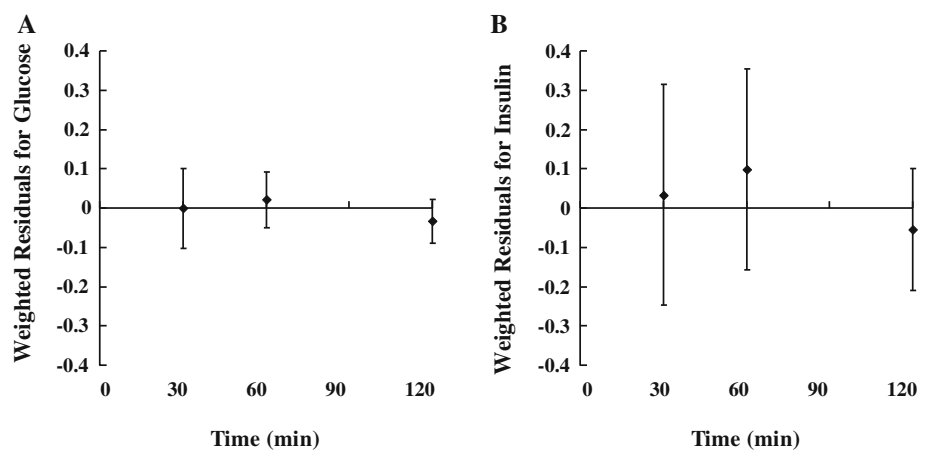 A
Weighted Residuals for Glucose
0.4
0.3
0.2
0.1
0
-0.1
-0.2
-0.3
-0.4
0 30 60 90 120
Time (min)
B
Weighted Residuals for Insulin
0.4
0.3
0.2
0.1
0
-0.1
-0.2
-0.3
-0.4
0 30 60 90 120
Time (min)